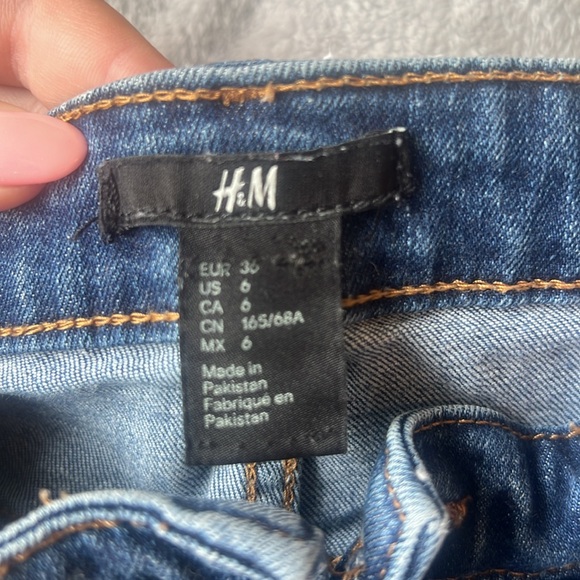 H&M
EUR 36
US 6
CA 6
CN 165/68A
MX 6
Made in
Pakistan
Fabriqué en
Pakistan